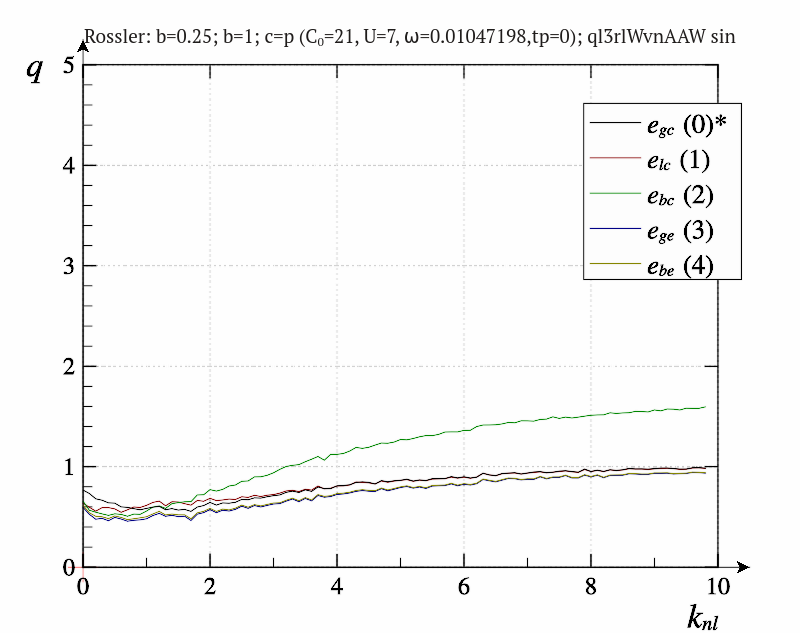 Rossler: b=0.25; b=1; c=p (C₀=21, U=7, ω=0.01047198,tp=0); ql3rlWvnAAW sin
q
5
4
3
2
1
0
e_gc (0)*
e_lc (1)
e_bc (2)
e_ge (3)
e_be (4)
0 2 4 6 8 10
k_nl